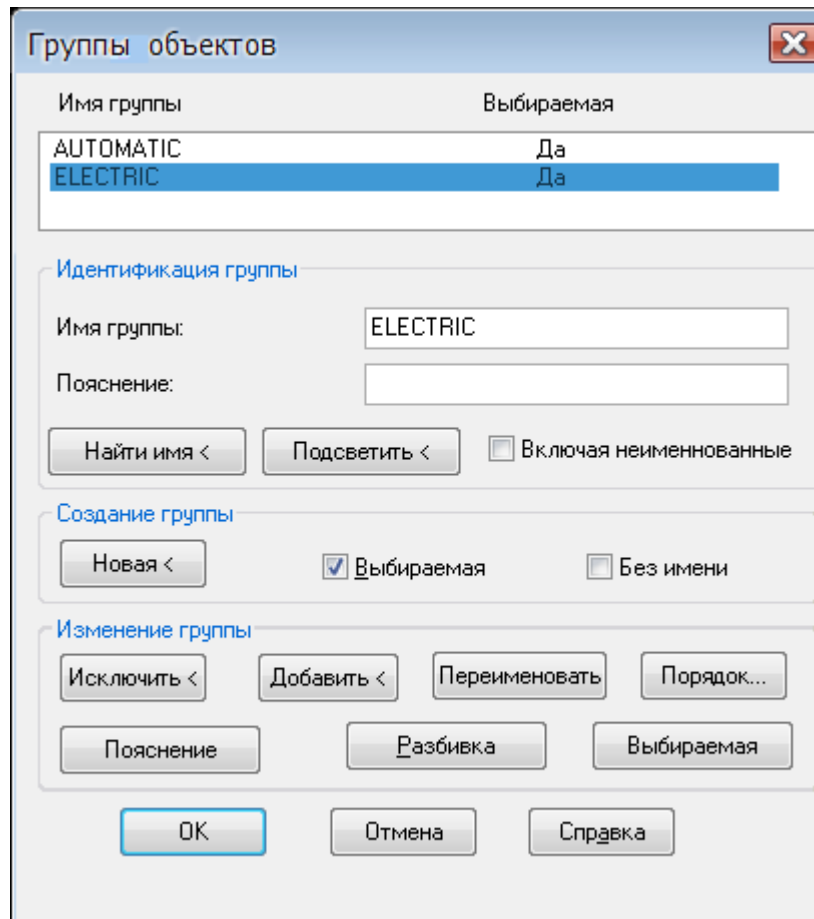 Группы объектов
Имя группы Выбираемая
AUTOMATIC Да
ELECTRIC Да
Идентификация группы
Имя группы: ELECTRIC
Пояснение:
Найти имя < Подсветить < Включая неименнованные
Создание группы
Новая < Выбираемая Без имени
Изменение группы
Исключить < Добавить < Переименовать Порядок...
Пояснение Разбивка Выбираемая
OK Отмена Справка